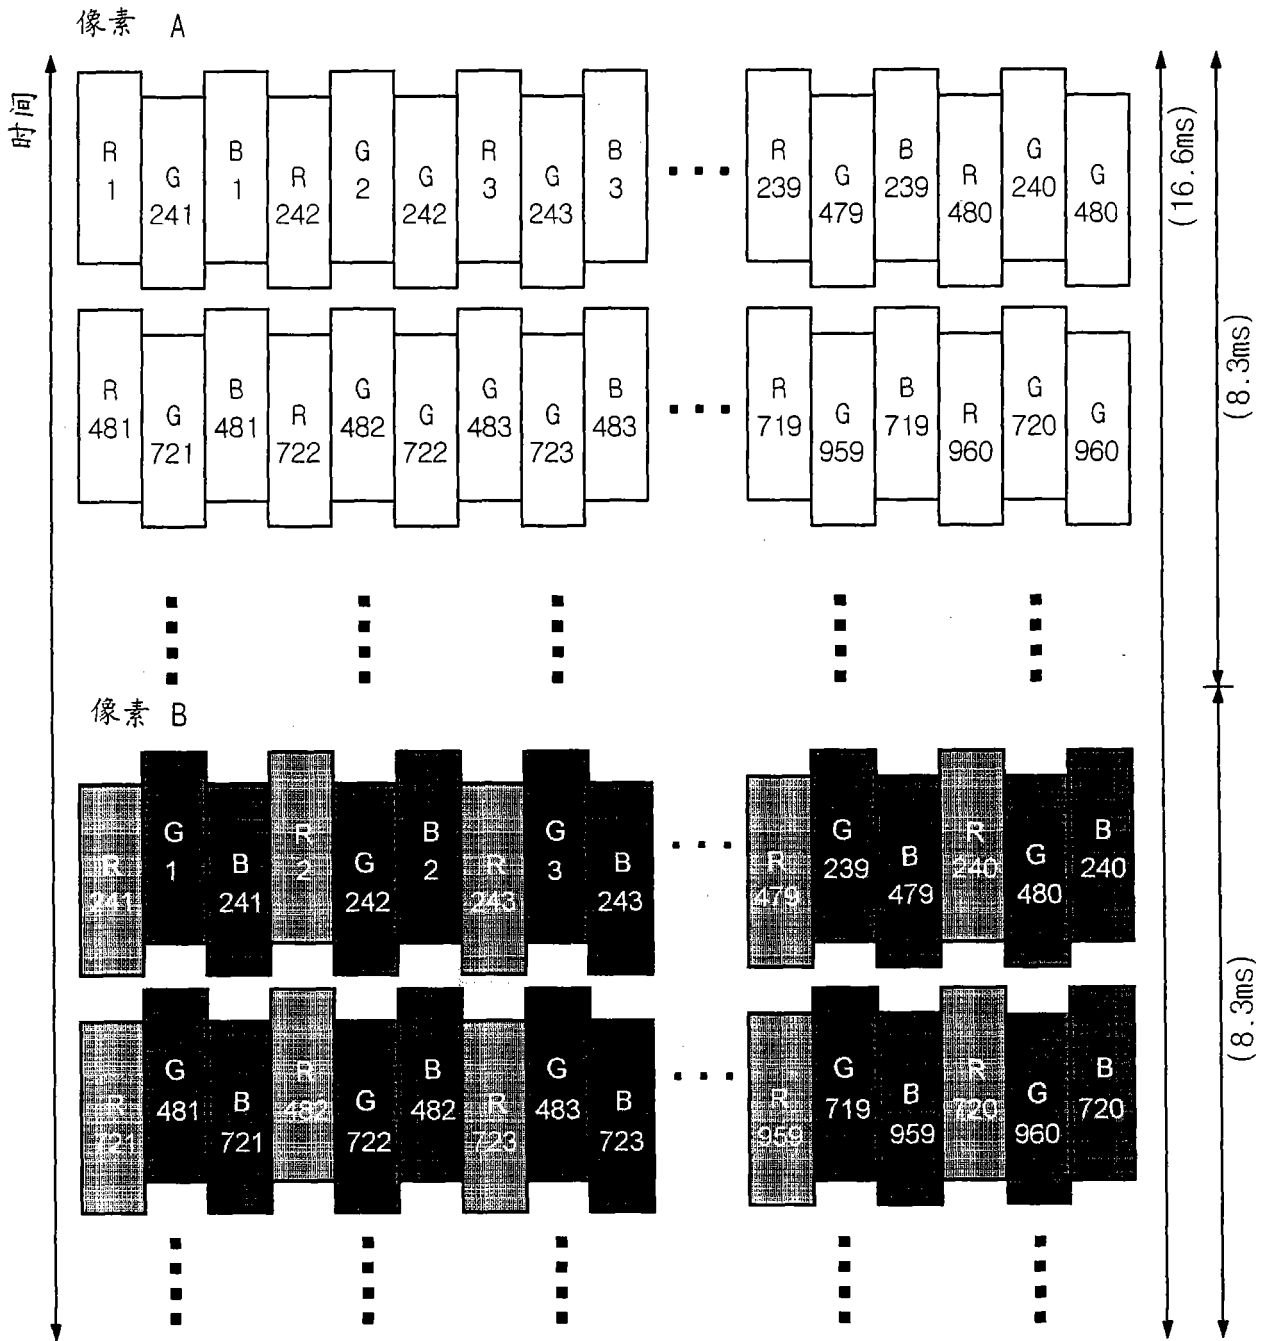 像素 A
时间
R 1
G 241
B 1
R 242
G 2
G 242
R 3
G 243
B 3
R 239
G 479
B 239
R 480
G 240
G 480
(16.6ms)
R 481
G 721
B 481
R 722
G 482
G 722
G 483
G 723
B 483
R 719
G 959
B 719
R 960
G 720
G 960
(8.3ms)
像素 B
R 241
G 1
B 241
R 2
G 242
B 2
R 243
G 3
B 243
R 479
G 239
B 479
R 240
G 480
B 240
R 721
G 481
B 721
R 482
G 722
B 482
R 723
G 483
B 723
R 959
G 719
B 959
R 720
G 960
B 720
(8.3ms)